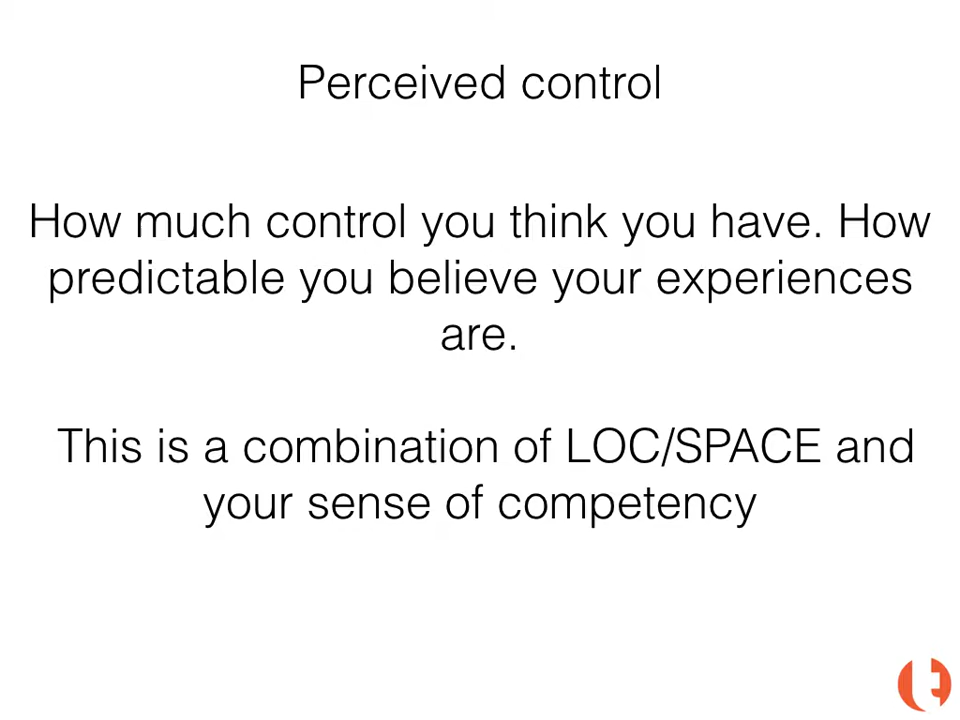 Perceived control
How much control you think you have. How
predictable you believe your experiences
are.
This is a combination of LOC/SPACE and
your sense of competency